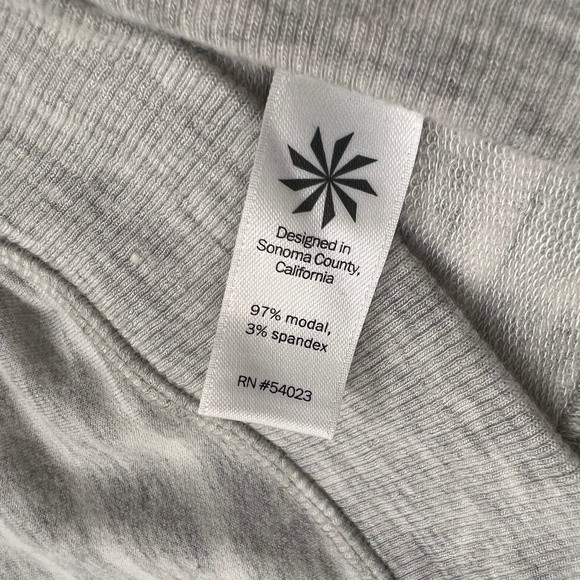 Designed in
Sonoma County,
California
97% modal,
3% spandex
RN #54023